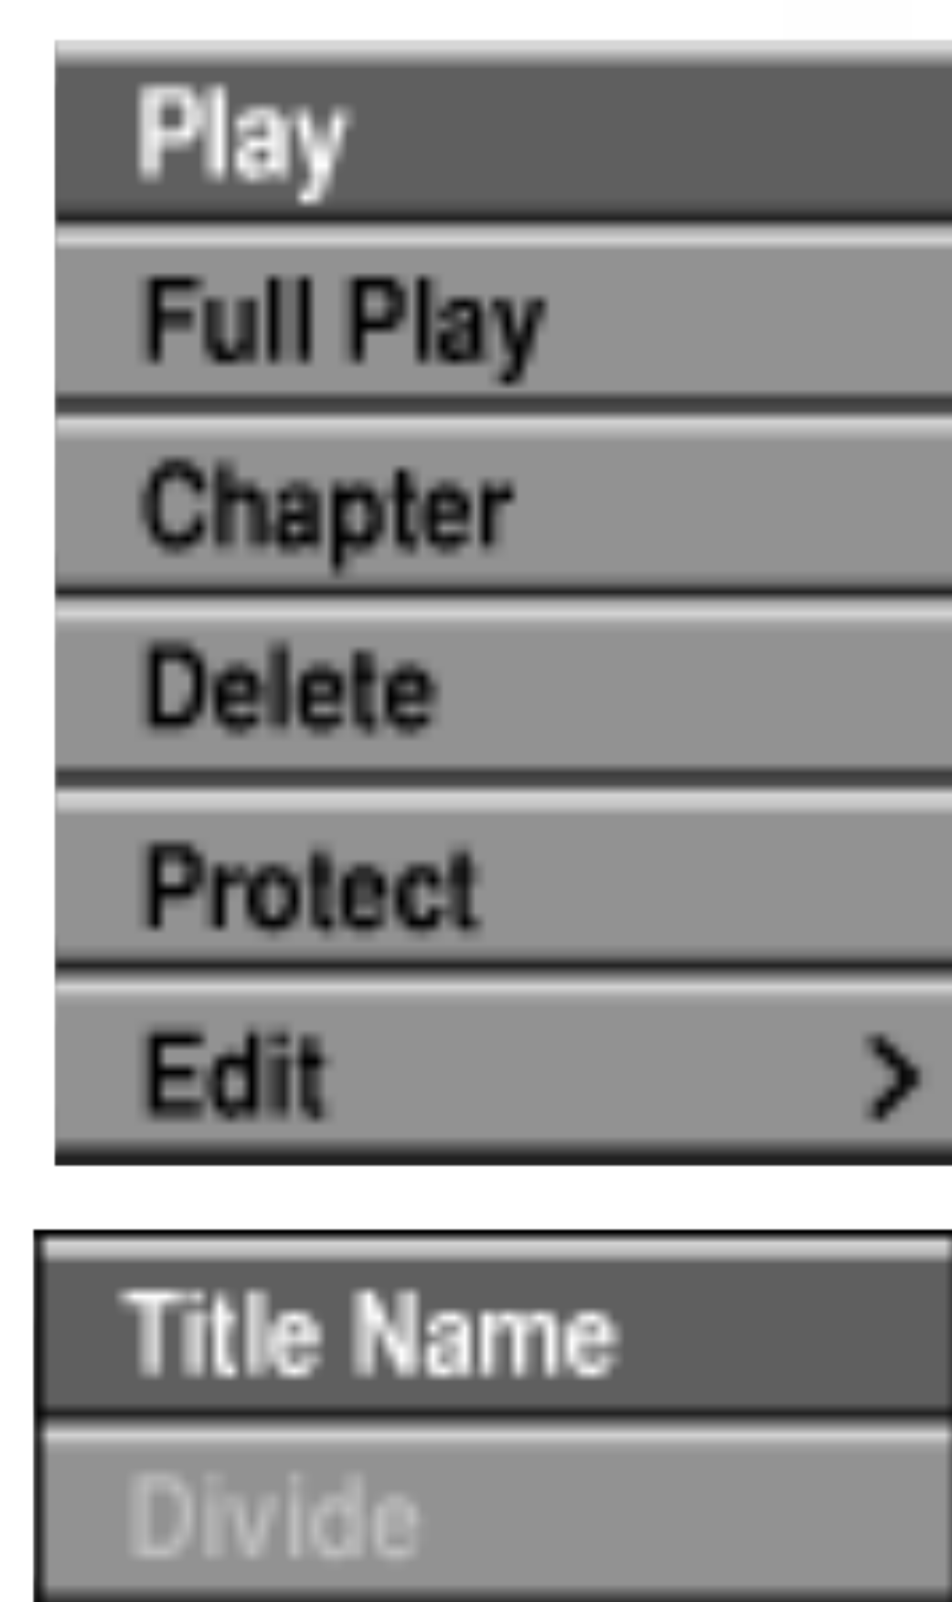 Play
Full Play
Chapter
Delete
Protect
Edit >
Title Name
Divide